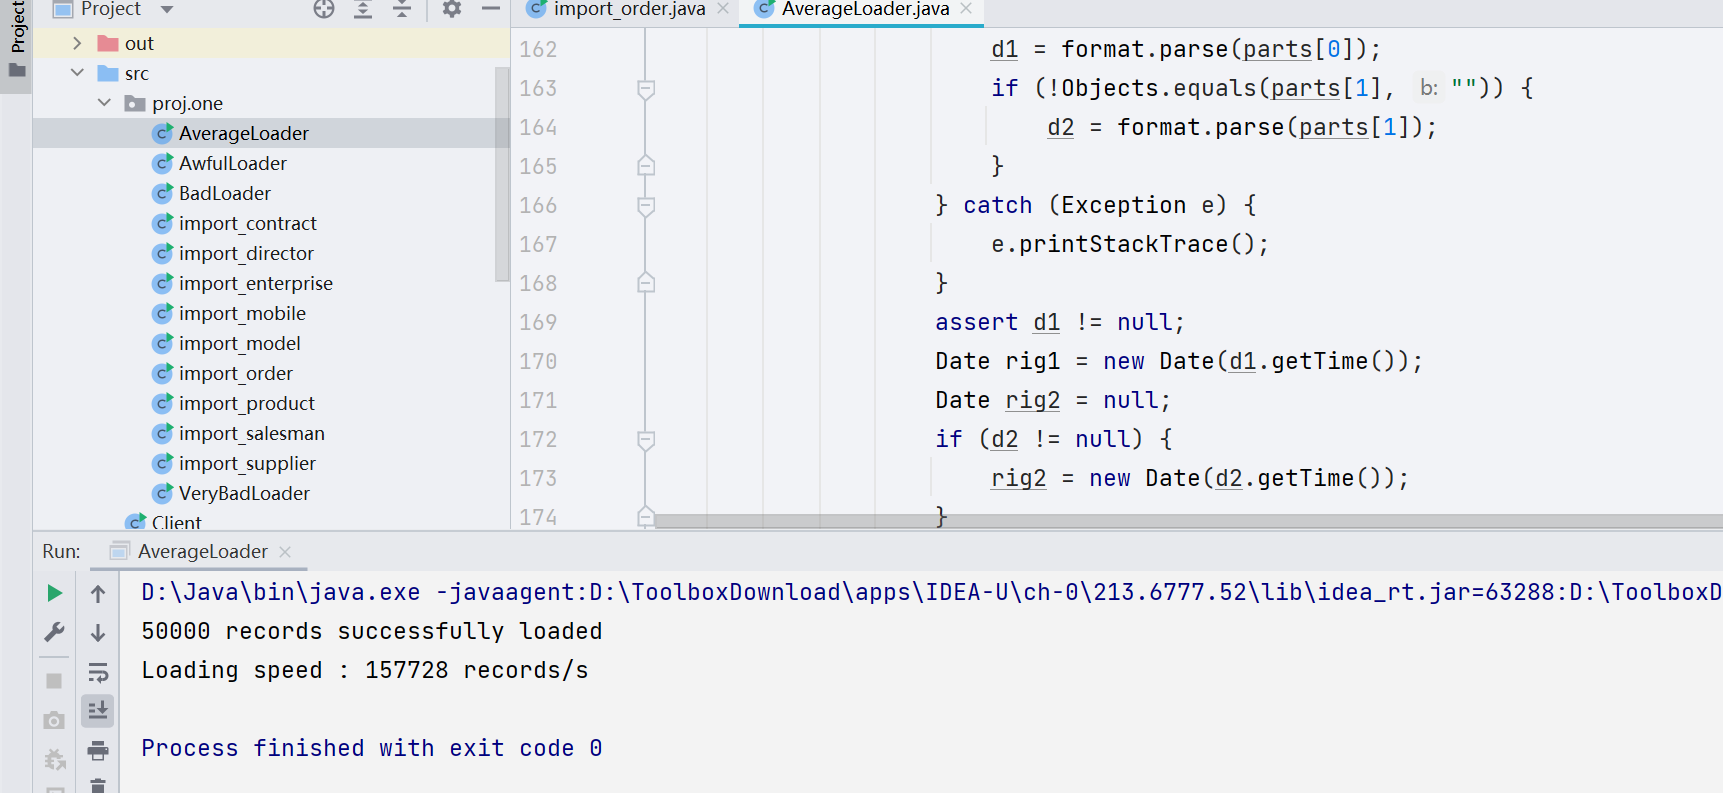 Project
Project
import_order.java
AverageLoader.java
out
src
proj.one
AverageLoader
AwfulLoader
BadLoader
import_contract
import_director
import_enterprise
import_mobile
import_model
import_order
import_product
import_salesman
import_supplier
VeryBadLoader
Client
162 d1 = format.parse(parts[0]);
163 if (!Objects.equals(parts[1], b: "")) {
164 d2 = format.parse(parts[1]);
165 }
166 } catch (Exception e) {
167 e.printStackTrace();
168 }
169 assert d1 != null;
170 Date rig1 = new Date(d1.getTime());
171 Date rig2 = null;
172 if (d2 != null) {
173 rig2 = new Date(d2.getTime());
174 }
Run: AverageLoader
D:\Java\bin\java.exe -javaagent:D:\ToolboxDownload\apps\IDEA-U\ch-0\213.6777.52\lib\idea_rt.jar=63288:D:\ToolboxD
50000 records successfully loaded
Loading speed : 157728 records/s
Process finished with exit code 0